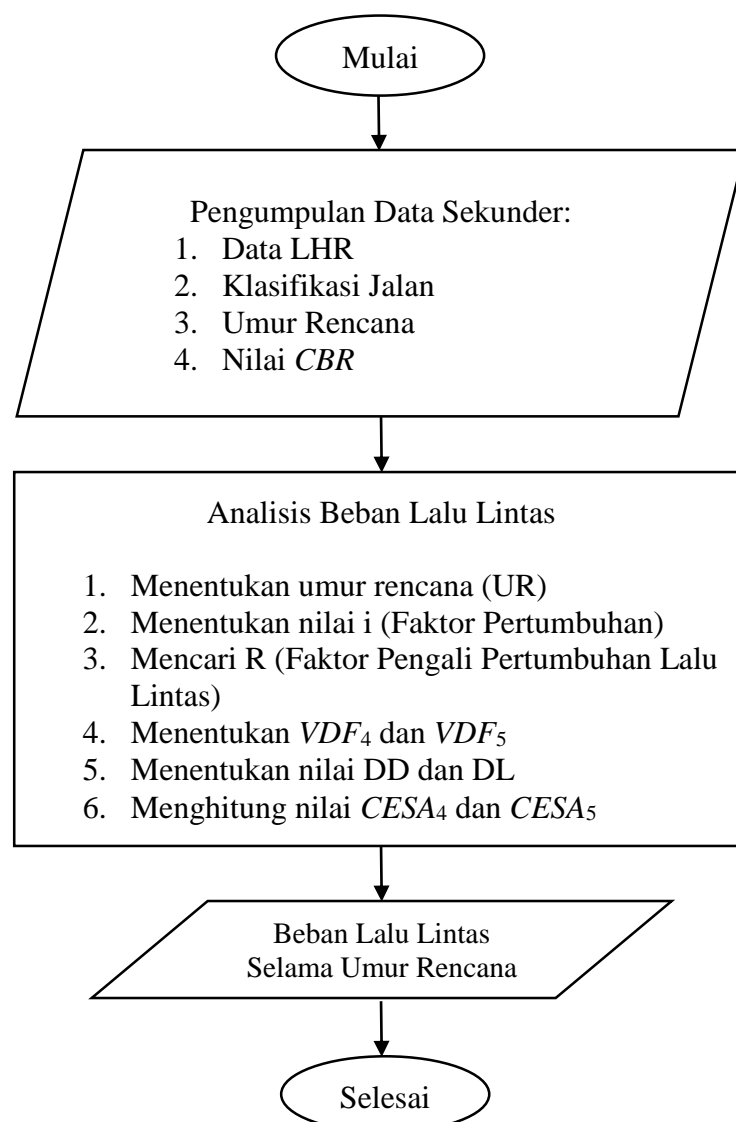 Mulai
Pengumpulan Data Sekunder:
1. Data LHR
2. Klasifikasi Jalan
3. Umur Rencana
4. Nilai CBR
Analisis Beban Lalu Lintas
1. Menentukan umur rencana (UR)
2. Menentukan nilai i (Faktor Pertumbuhan)
3. Mencari R (Faktor Pengali Pertumbuhan Lalu
Lintas)
4. Menentukan VDF₄ dan VDF₅
5. Menentukan nilai DD dan DL
6. Menghitung nilai CESA₄ dan CESA₅
Beban Lalu Lintas
Selama Umur Rencana
Selesai